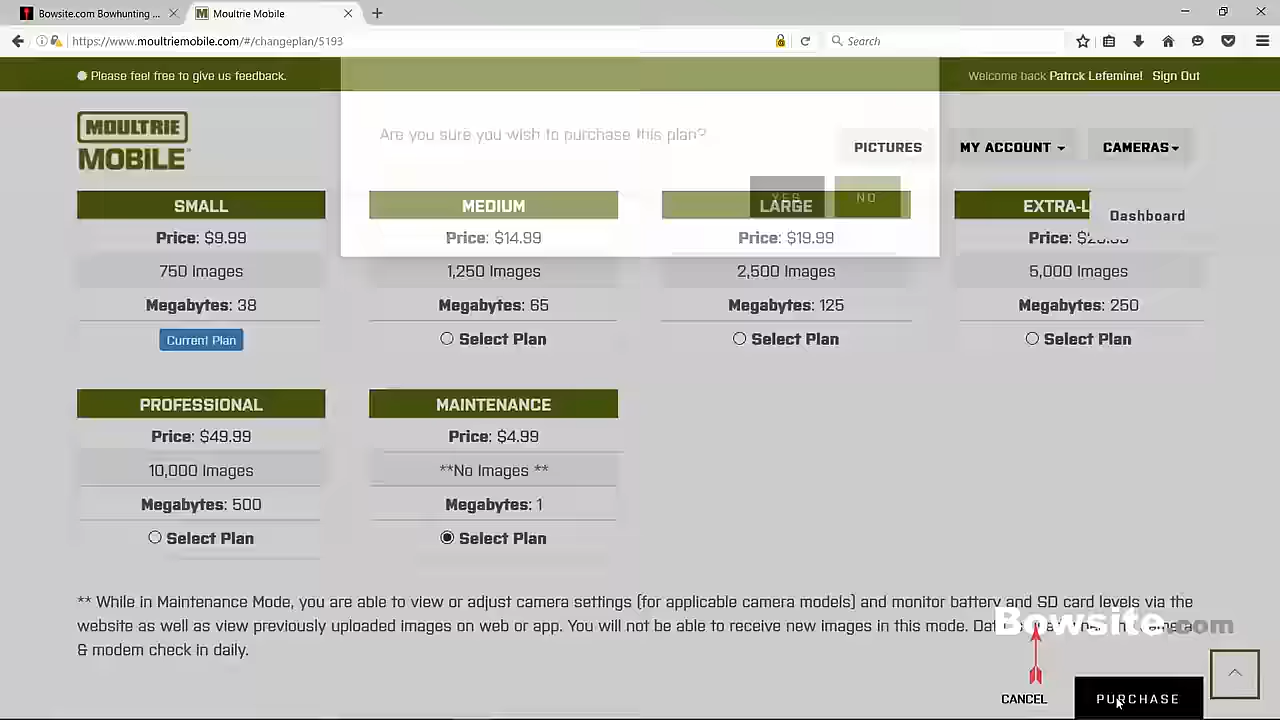 Bowsite.com Bowhunting ...
Moultrie Mobile
https://www.moultriemobile.com/#/changeplan/5193
Search
Please feel free to give us feedback.
Welcome back Patrck Lefemine! Sign Out
MOULTRIE
MOBILE
Are you sure you wish to purchase this plan?
YES
NO
PICTURES
MY ACCOUNT
CAMERAS
Dashboard
SMALL
Price: $9.99
750 Images
Megabytes: 38
Current Plan
MEDIUM
Price: $14.99
1,250 Images
Megabytes: 65
Select Plan
LARGE
Price: $19.99
2,500 Images
Megabytes: 125
Select Plan
EXTRA-L
Price:
5,000 Images
Megabytes: 250
Select Plan
PROFESSIONAL
Price: $49.99
10,000 Images
Megabytes: 500
Select Plan
MAINTENANCE
Price: $4.99
**No Images **
Megabytes: 1
Select Plan
** While in Maintenance Mode, you are able to view or adjust camera settings (for applicable camera models) and monitor battery and SD card levels via the
website as well as view previously uploaded images on web or app. You will not be able to receive new images in this mode.
& modem check in daily.
Bowsite.com
CANCEL
PURCHASE